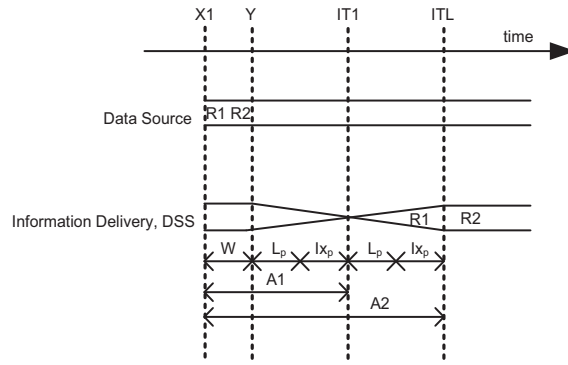 X1 Y IT1 ITL
time
R1 R2
Data Source
Information Delivery, DSS
R1 R2
W Lp Ixp Lp Ixp
A1
A2